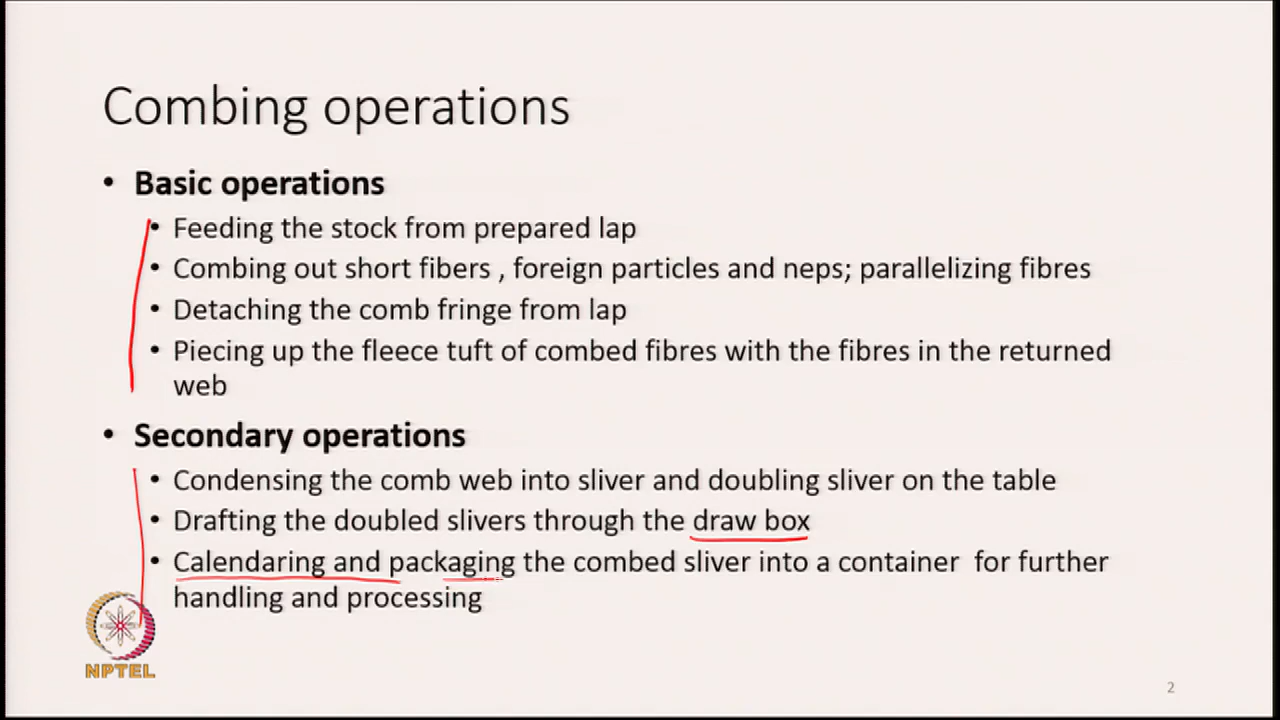 Combing operations
• Basic operations
• Feeding the stock from prepared lap
• Combing out short fibers , foreign particles and neps; parallelizing fibres
• Detaching the comb fringe from lap
• Piecing up the fleece tuft of combed fibres with the fibres in the returned
web
• Secondary operations
• Condensing the comb web into sliver and doubling sliver on the table
• Drafting the doubled slivers through the draw box
• Calendaring and packaging the combed sliver into a container for further
handling and processing
NPTEL
2